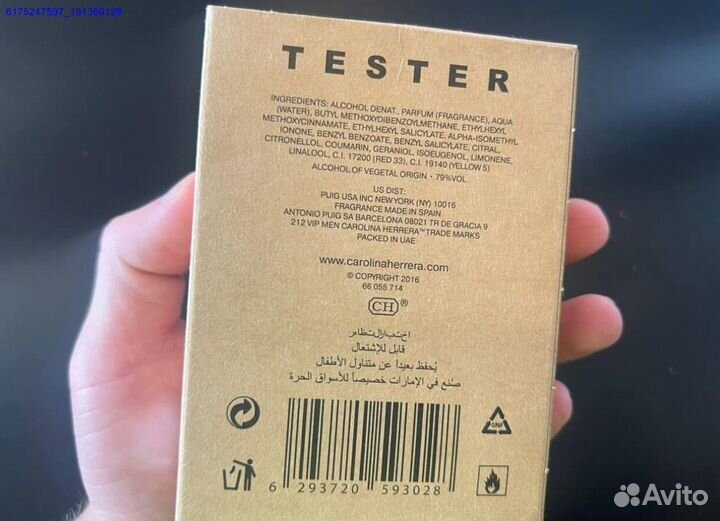 6175247597_191360128
TESTER
INGREDIENTS: ALCOHOL DENAT., PARFUM (FRAGRANCE), AQUA
(WATER), BUTYL METHOXYDIBENZOYLMETHANE, ETHYLHEXYL
METHOXYCINNAMATE, ETHYLHEXYL SALICYLATE, ALPHA-ISOMETHYL
IONONE, BENZYL BENZOATE, BENZYL SALICYLATE, CITRAL,
CITRONELLOL, COUMARIN, GERANIOL, ISOEUGENOL, LIMONENE,
LINALOOL, C.I. 17200 (RED 33), C.I. 19140 (YELLOW 5)
ALCOHOL OF VEGETAL ORIGIN · 79%VOL
US DIST:
PUIG USA INC NEW YORK (NY) 10016
FRAGRANCE MADE IN SPAIN
ANTONIO PUIG SA BARCELONA 08021 TR DE GRACIA 9
212 VIP MEN CAROLINA HERRERA™ TRADE MARKS
PACKED IN UAE
www.carolinaherrera.com
© COPYRIGHT 2016
66 055 714
CH®
قابل للإشتعال
يُحفظ بعيداً عن متناول الأطفال
صنع في الإمارات خصيصاً للأسواق الحرة
6 293720 593028
Avito